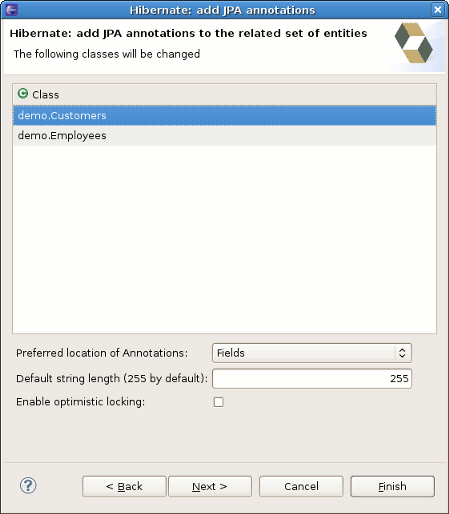 Hibernate: add JPA annotations
Hibernate: add JPA annotations to the related set of entities
The following classes will be changed
Class
demo.Customers
demo.Employees
Preferred location of Annotations: Fields
Default string length (255 by default): 255
Enable optimistic locking:
? < Back Next > Cancel Finish